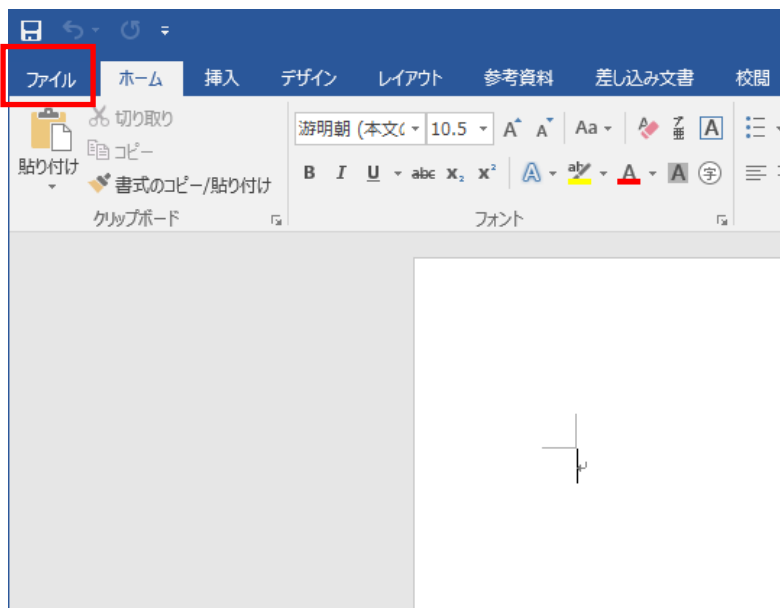 ファイル ホーム 挿入 デザイン レイアウト 参考資料 差し込み文書 校閲
切り取り
コピー
貼り付け
書式のコピー/貼り付け
クリップボード
游明朝 (本文( 10.5 A A Aa A
B I U abc x₂ x² A aly A A 字
フォント